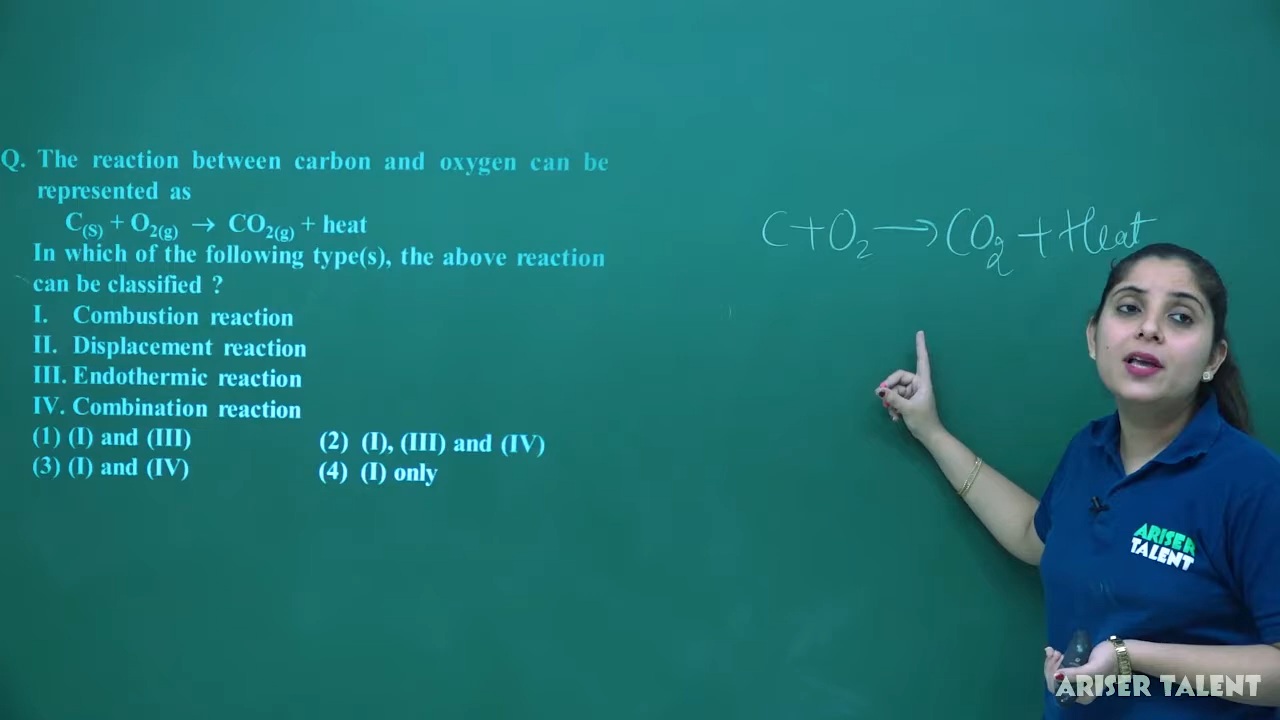 Q. The reaction between carbon and oxygen can be
represented as
C(S) + O2(g) → CO2(g) + heat
In which of the following type(s), the above reaction
can be classified ?
I. Combustion reaction
II. Displacement reaction
III. Endothermic reaction
IV. Combination reaction
(1) (I) and (III) (2) (I), (III) and (IV)
(3) (I) and (IV) (4) (I) only
C + O2 → CO2 + Heat
ARISER
TALENT
ARISER TALENT